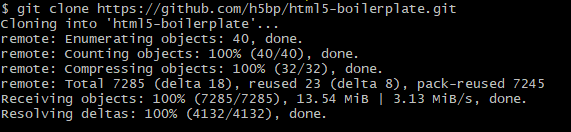 $ git clone https://github.com/h5bp/html5-boilerplate.git
Cloning into 'html5-boilerplate'...
remote: Enumerating objects: 40, done.
remote: Counting objects: 100% (40/40), done.
remote: Compressing objects: 100% (32/32), done.
remote: Total 7285 (delta 18), reused 23 (delta 8), pack-reused 7245
Receiving objects: 100% (7285/7285), 13.54 MiB | 3.13 MiB/s, done.
Resolving deltas: 100% (4132/4132), done.